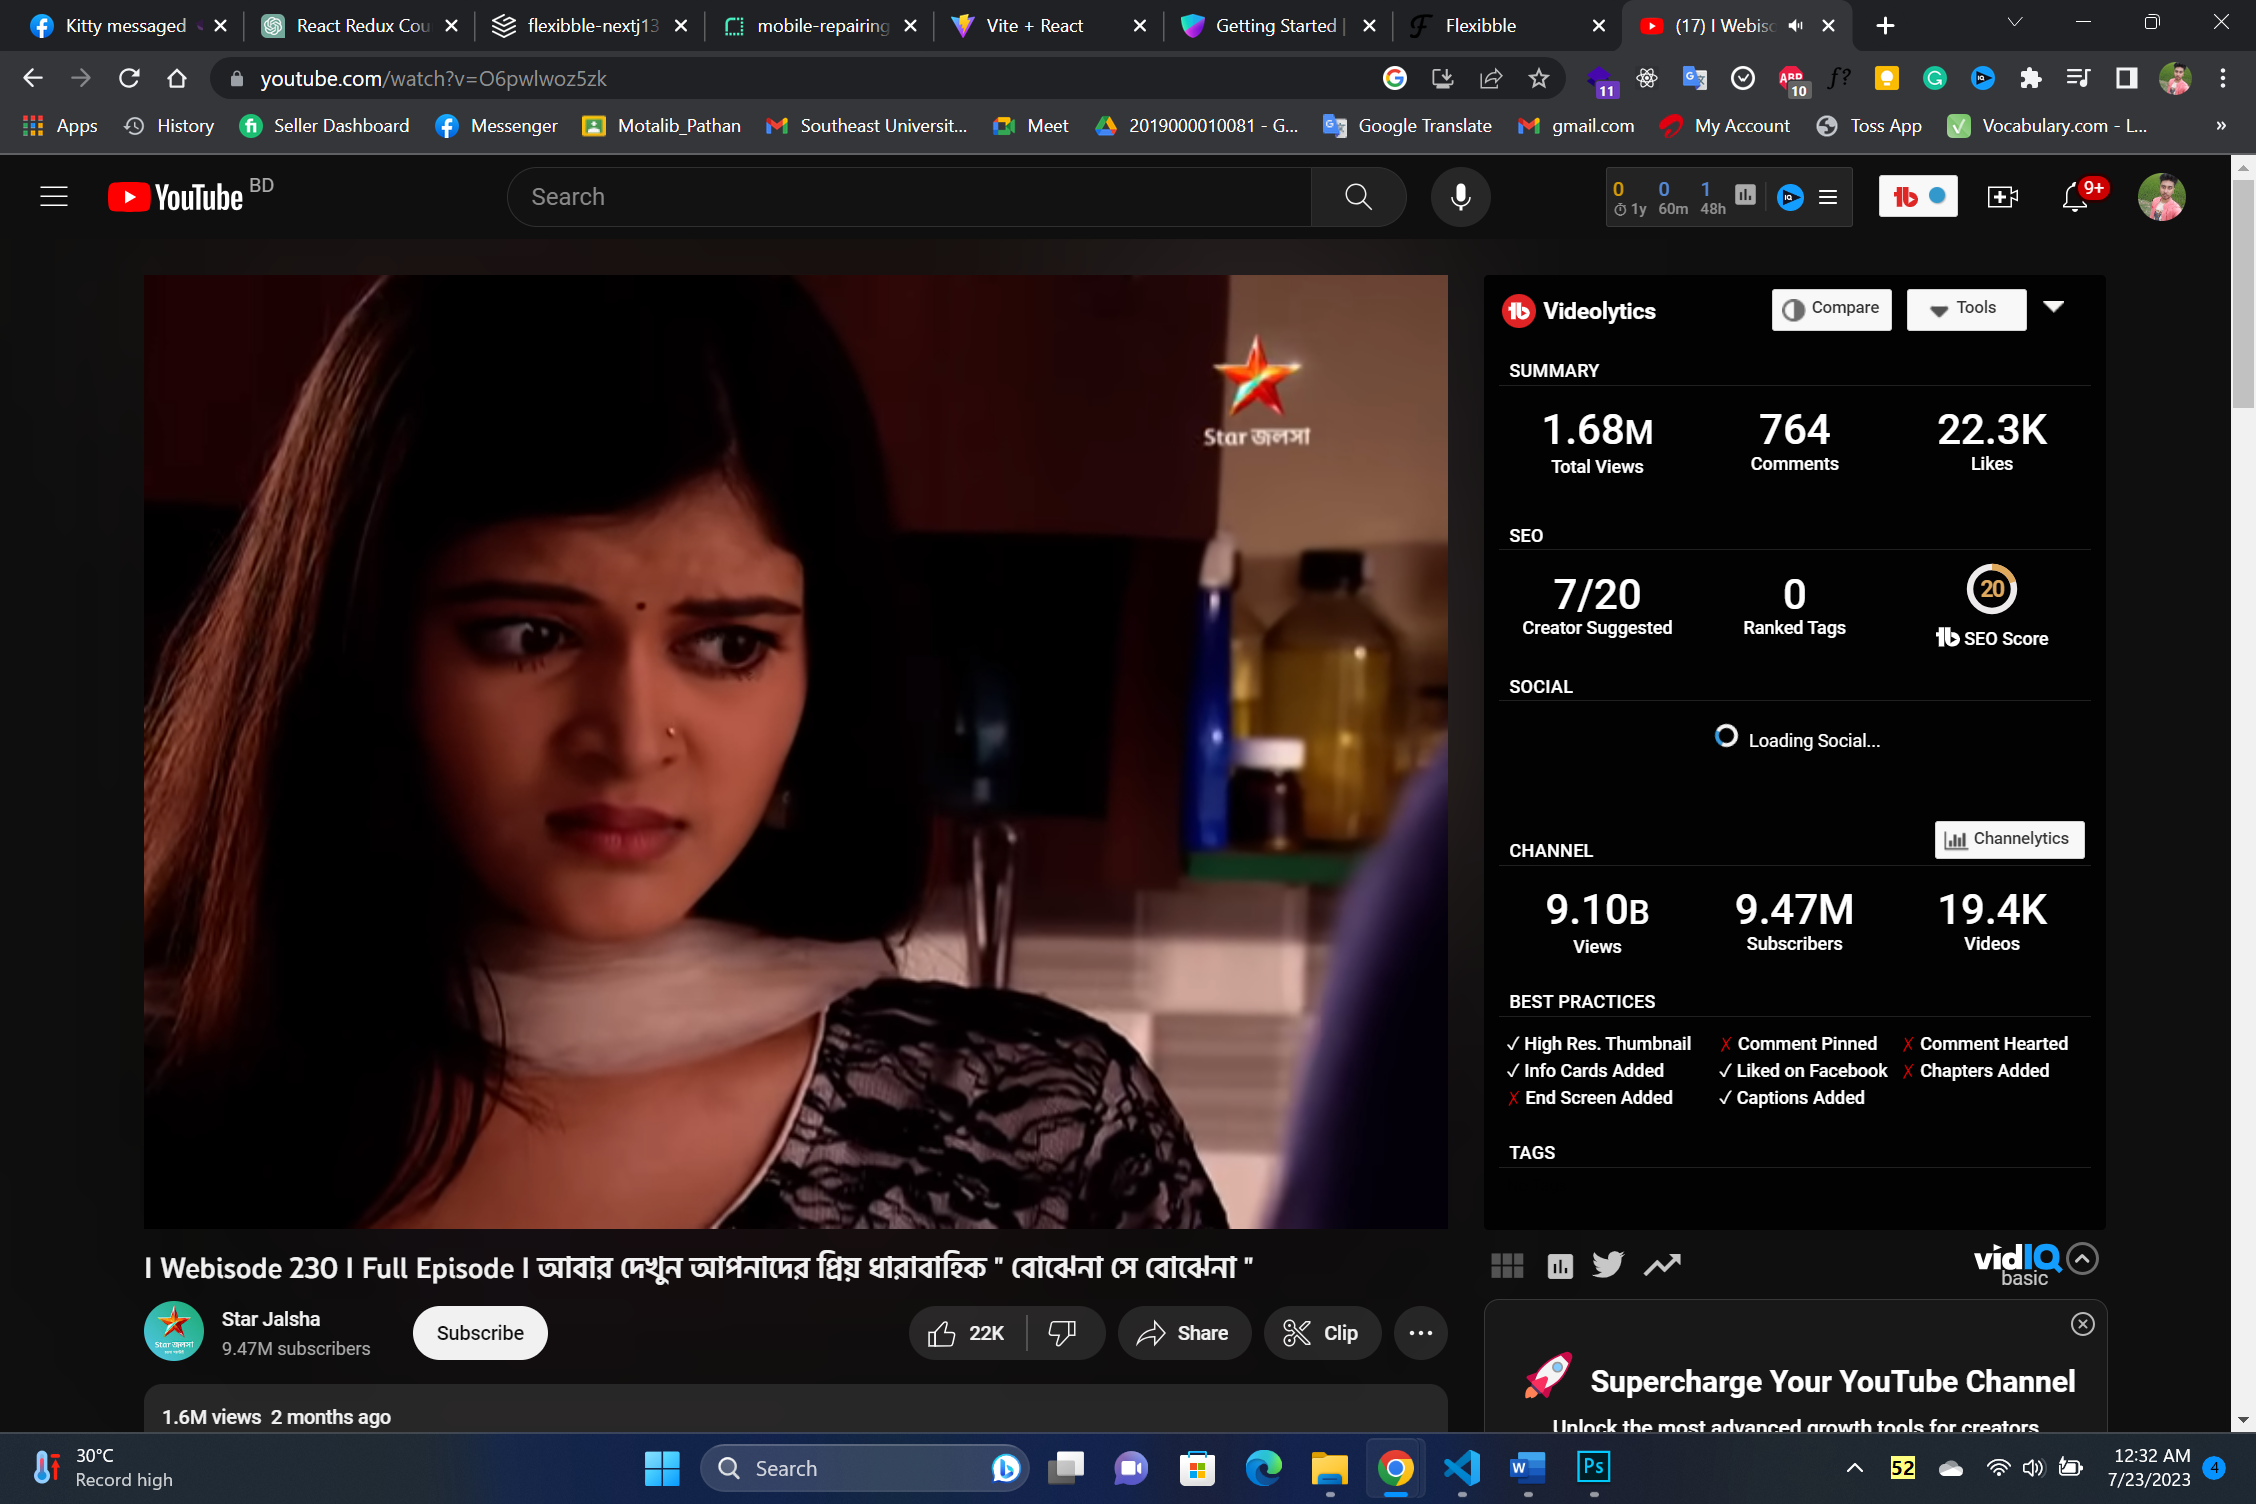 Kitty messaged
React Redux Cou
flexibble-nextj13
mobile-repairing
Vite + React
Getting Started |
Flexibble
(17) I Webisc
youtube.com/watch?v=O6pwlwoz5zk
11
ABP
10
f?
Apps
History
Seller Dashboard
Messenger
Motalib_Pathan
Southeast Universit...
Meet
2019000010081 - G...
Google Translate
gmail.com
My Account
Toss App
Vocabulary.com - L...
»
YouTube BD
Search
0 0 1
1y 60m 48h
9+
Star জলসা
Videolytics
Compare
Tools
SUMMARY
1.68M 764 22.3K
Total Views Comments Likes
SEO
7/20 0 20
Creator Suggested Ranked Tags SEO Score
SOCIAL
Loading Social...
CHANNEL
Channelytics
9.10B 9.47M 19.4K
Views Subscribers Videos
BEST PRACTICES
✓ High Res. Thumbnail ✗ Comment Pinned ✗ Comment Hearted
✓ Info Cards Added ✓ Liked on Facebook ✗ Chapters Added
✗ End Screen Added ✓ Captions Added
TAGS
I Webisode 230 I Full Episode I আবার দেখুন আপনাদের প্রিয় ধারাবাহিক " বোঝেনা সে বোঝেনা "
vidIQ
basic
Star Jalsha
9.47M subscribers
Subscribe
22K
Share
Clip
Supercharge Your YouTube Channel
Unlock the most advanced growth tools for creators
1.6M views 2 months ago
30°C
Record high
Search
W
Ps
52
12:32 AM
7/23/2023
4